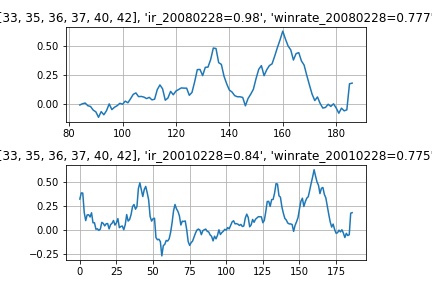 [33, 35, 36, 37, 40, 42], 'ir_20080228=0.98', 'winrate_20080228=0.777'
0.50
0.25
0.00
80 100 120 140 160 180
[33, 35, 36, 37, 40, 42], 'ir_20010228=0.84', 'winrate_20010228=0.775'
0.50
0.25
0.00
−0.25
0 25 50 75 100 125 150 175